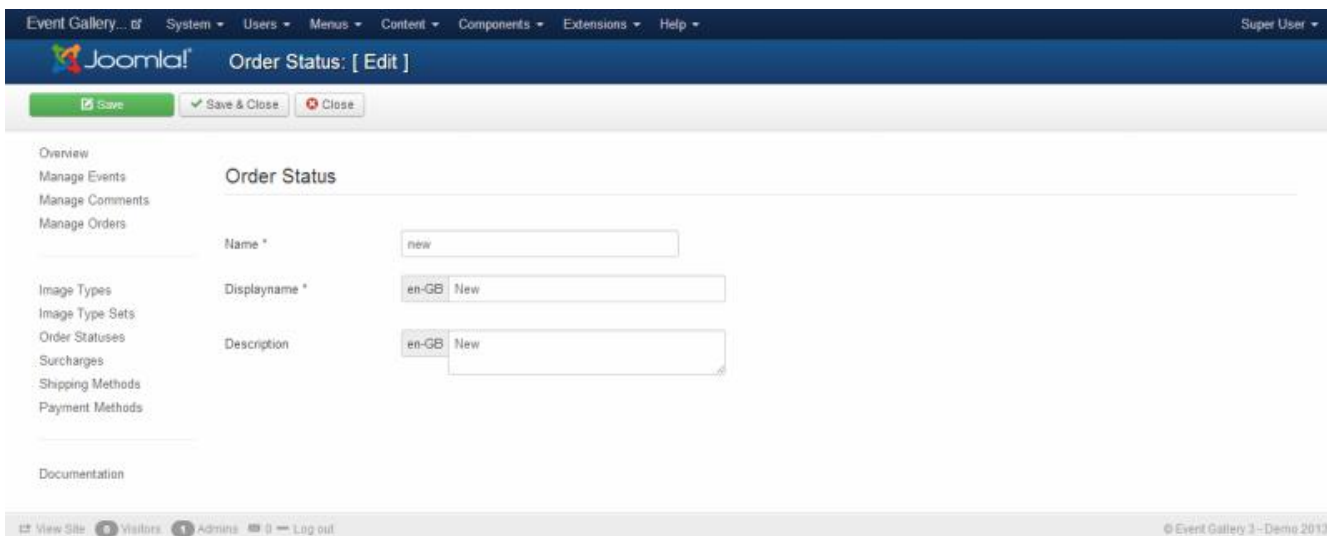 Event Gallery... System Users Menus Content Components Extensions Help Super User
Joomla! Order Status: [ Edit ]
Save Save & Close Close
Overview
Manage Events
Manage Comments
Manage Orders
Order Status
Name * new
Image Types
Image Type Sets
Order Statuses
Surcharges
Shipping Methods
Payment Methods
Displayname * en-GB New
Description en-GB New
Documentation
View Site Visitors 1 Admins 0 Log out © Event Gallery 3 - Demo 2013